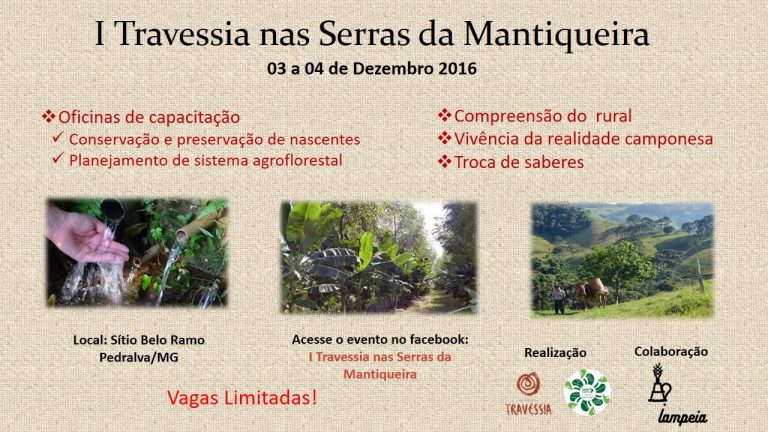 I Travessia nas Serras da Mantiqueira
03 a 04 de Dezembro 2016
Oficinas de capacitação
Conservação e preservação de nascentes
Planejamento de sistema agroflorestal
Compreensão do rural
Vivência da realidade camponesa
Troca de saberes
Local: Sítio Belo Ramo
Pedralva/MG
Acesse o evento no facebook:
I Travessia nas Serras da
Mantiqueira
Vagas Limitadas!
Realização
TRAVESSIA
Colaboração
lampeia